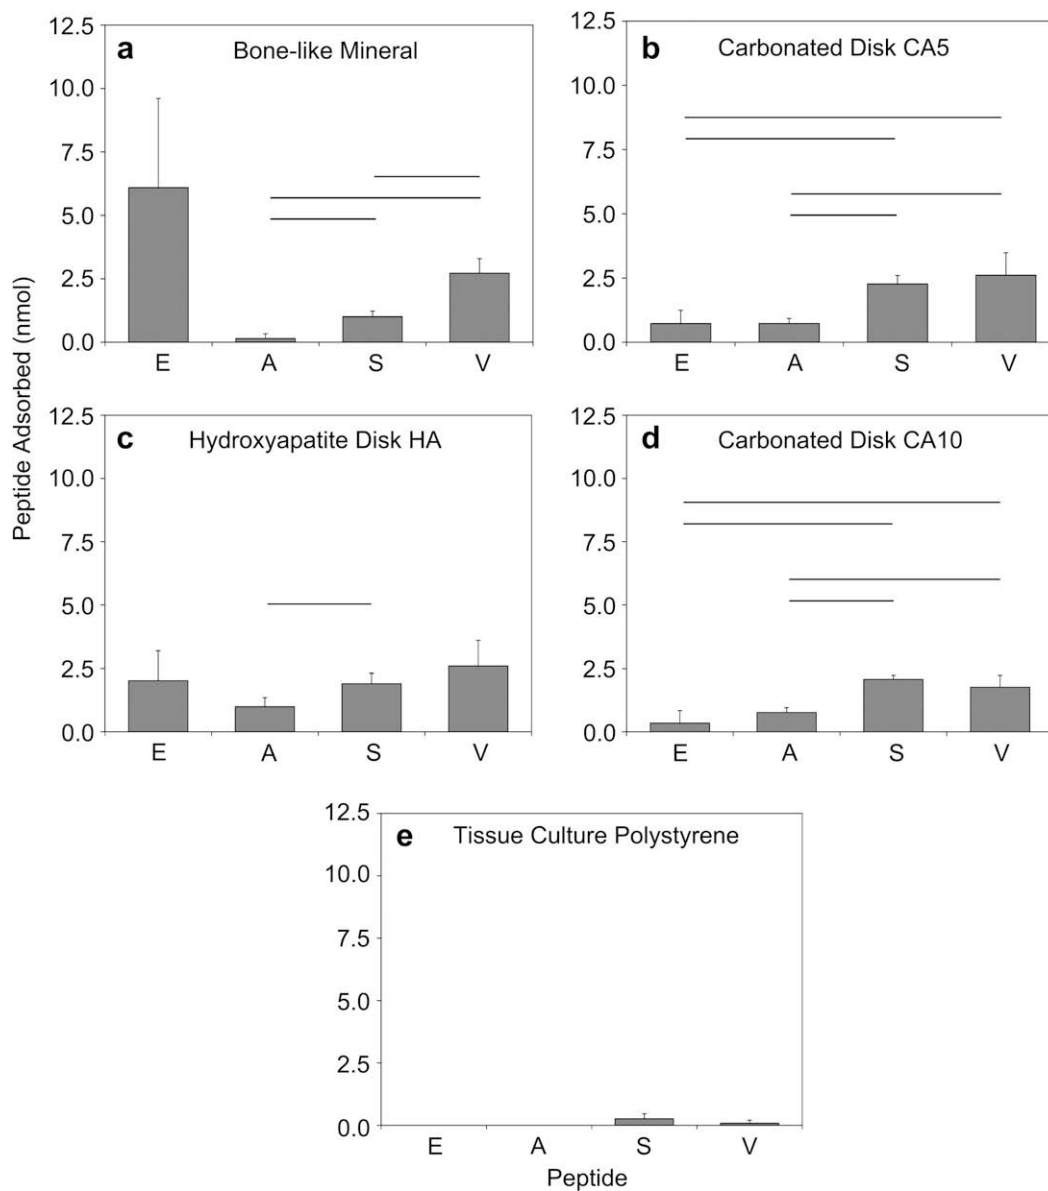 Peptide Adsorbed (nmol)
a
Bone-like Mineral
12.5
10.0
7.5
5.0
2.5
0.0
E A S V
b
Carbonated Disk CA5
12.5
10.0
7.5
5.0
2.5
0.0
E A S V
c
Hydroxyapatite Disk HA
12.5
10.0
7.5
5.0
2.5
0.0
E A S V
d
Carbonated Disk CA10
12.5
10.0
7.5
5.0
2.5
0.0
E A S V
e
Tissue Culture Polystyrene
12.5
10.0
7.5
5.0
2.5
0.0
E A S V
Peptide